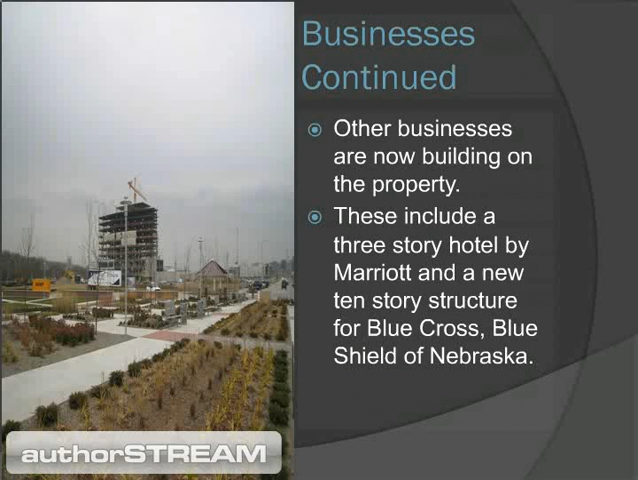 Businesses
Continued
Other businesses
are now building on
the property.
These include a
three story hotel by
Marriott and a new
ten story structure
for Blue Cross, Blue
Shield of Nebraska.
authorSTREAM